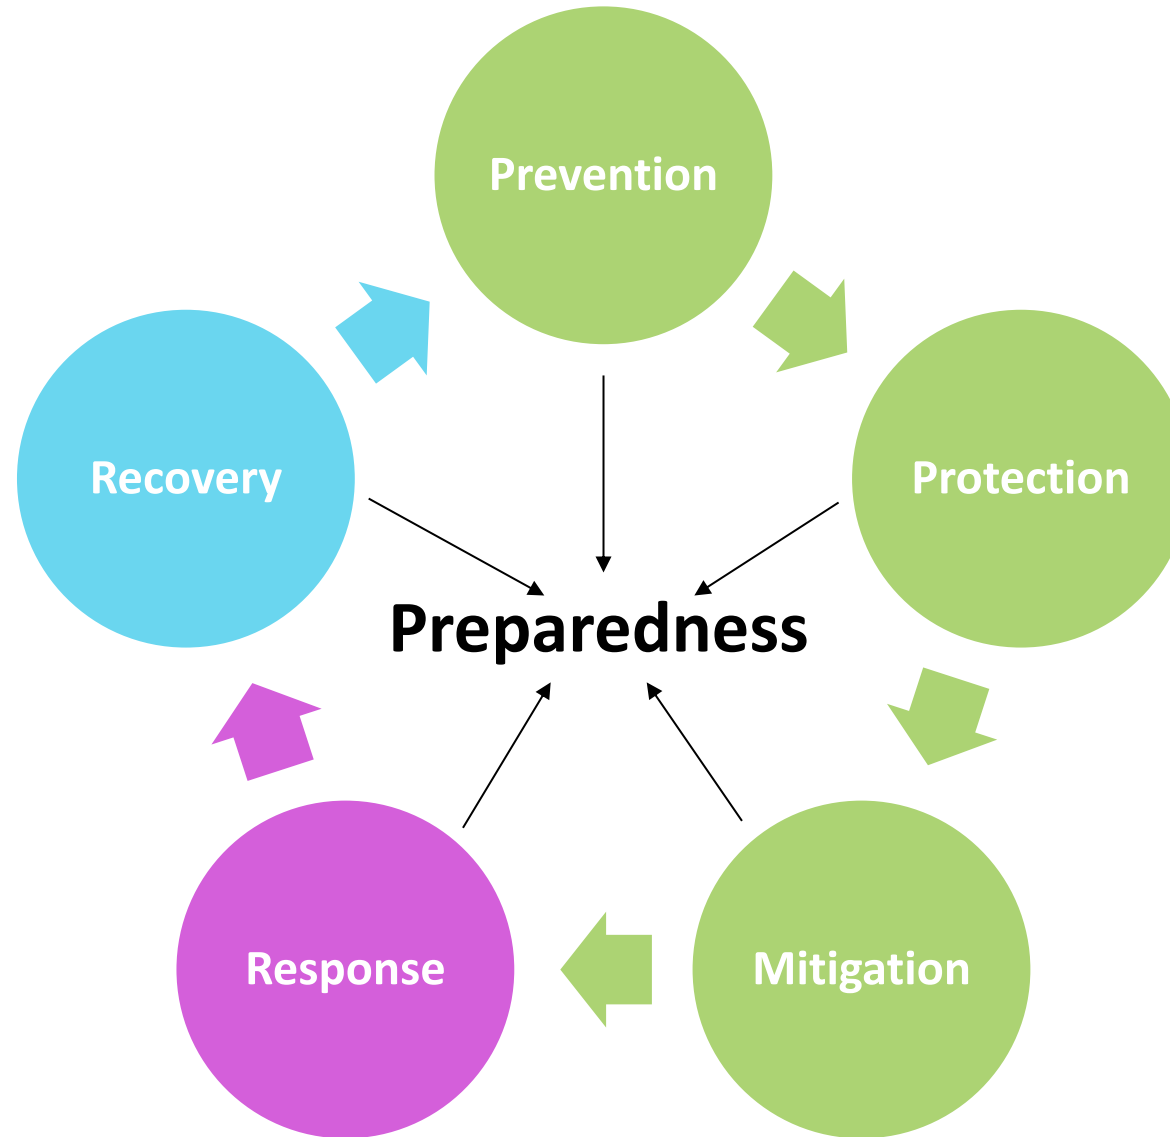 Prevention
Protection
Mitigation
Response
Recovery
Preparedness